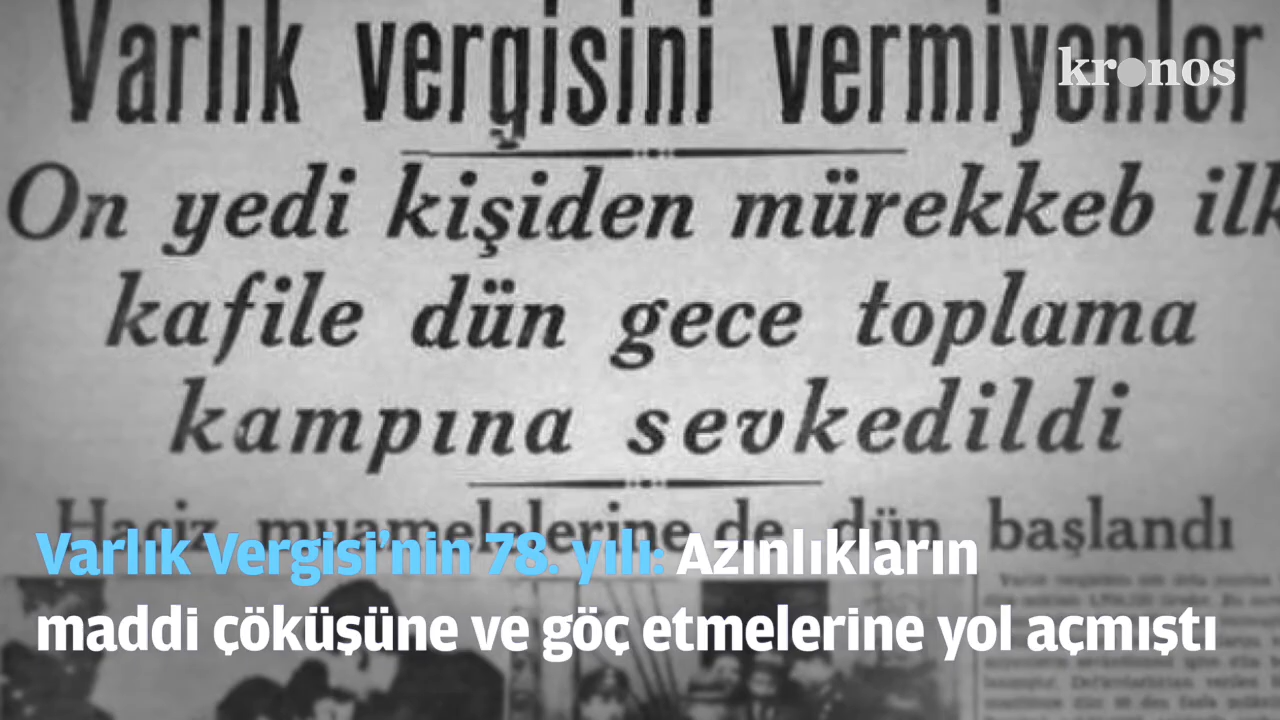 Varlık vergisini vermiyenler
kronos
On yedi kişiden mürekkeb ilk
kafile dün gece toplama
kampına sevkedildi
Haciz muamelelerine de dün başlandı
Varlık Vergisi'nin 78. yılı: Azınlıkların
maddi çöküşüne ve göç etmelerine yol açmıştı